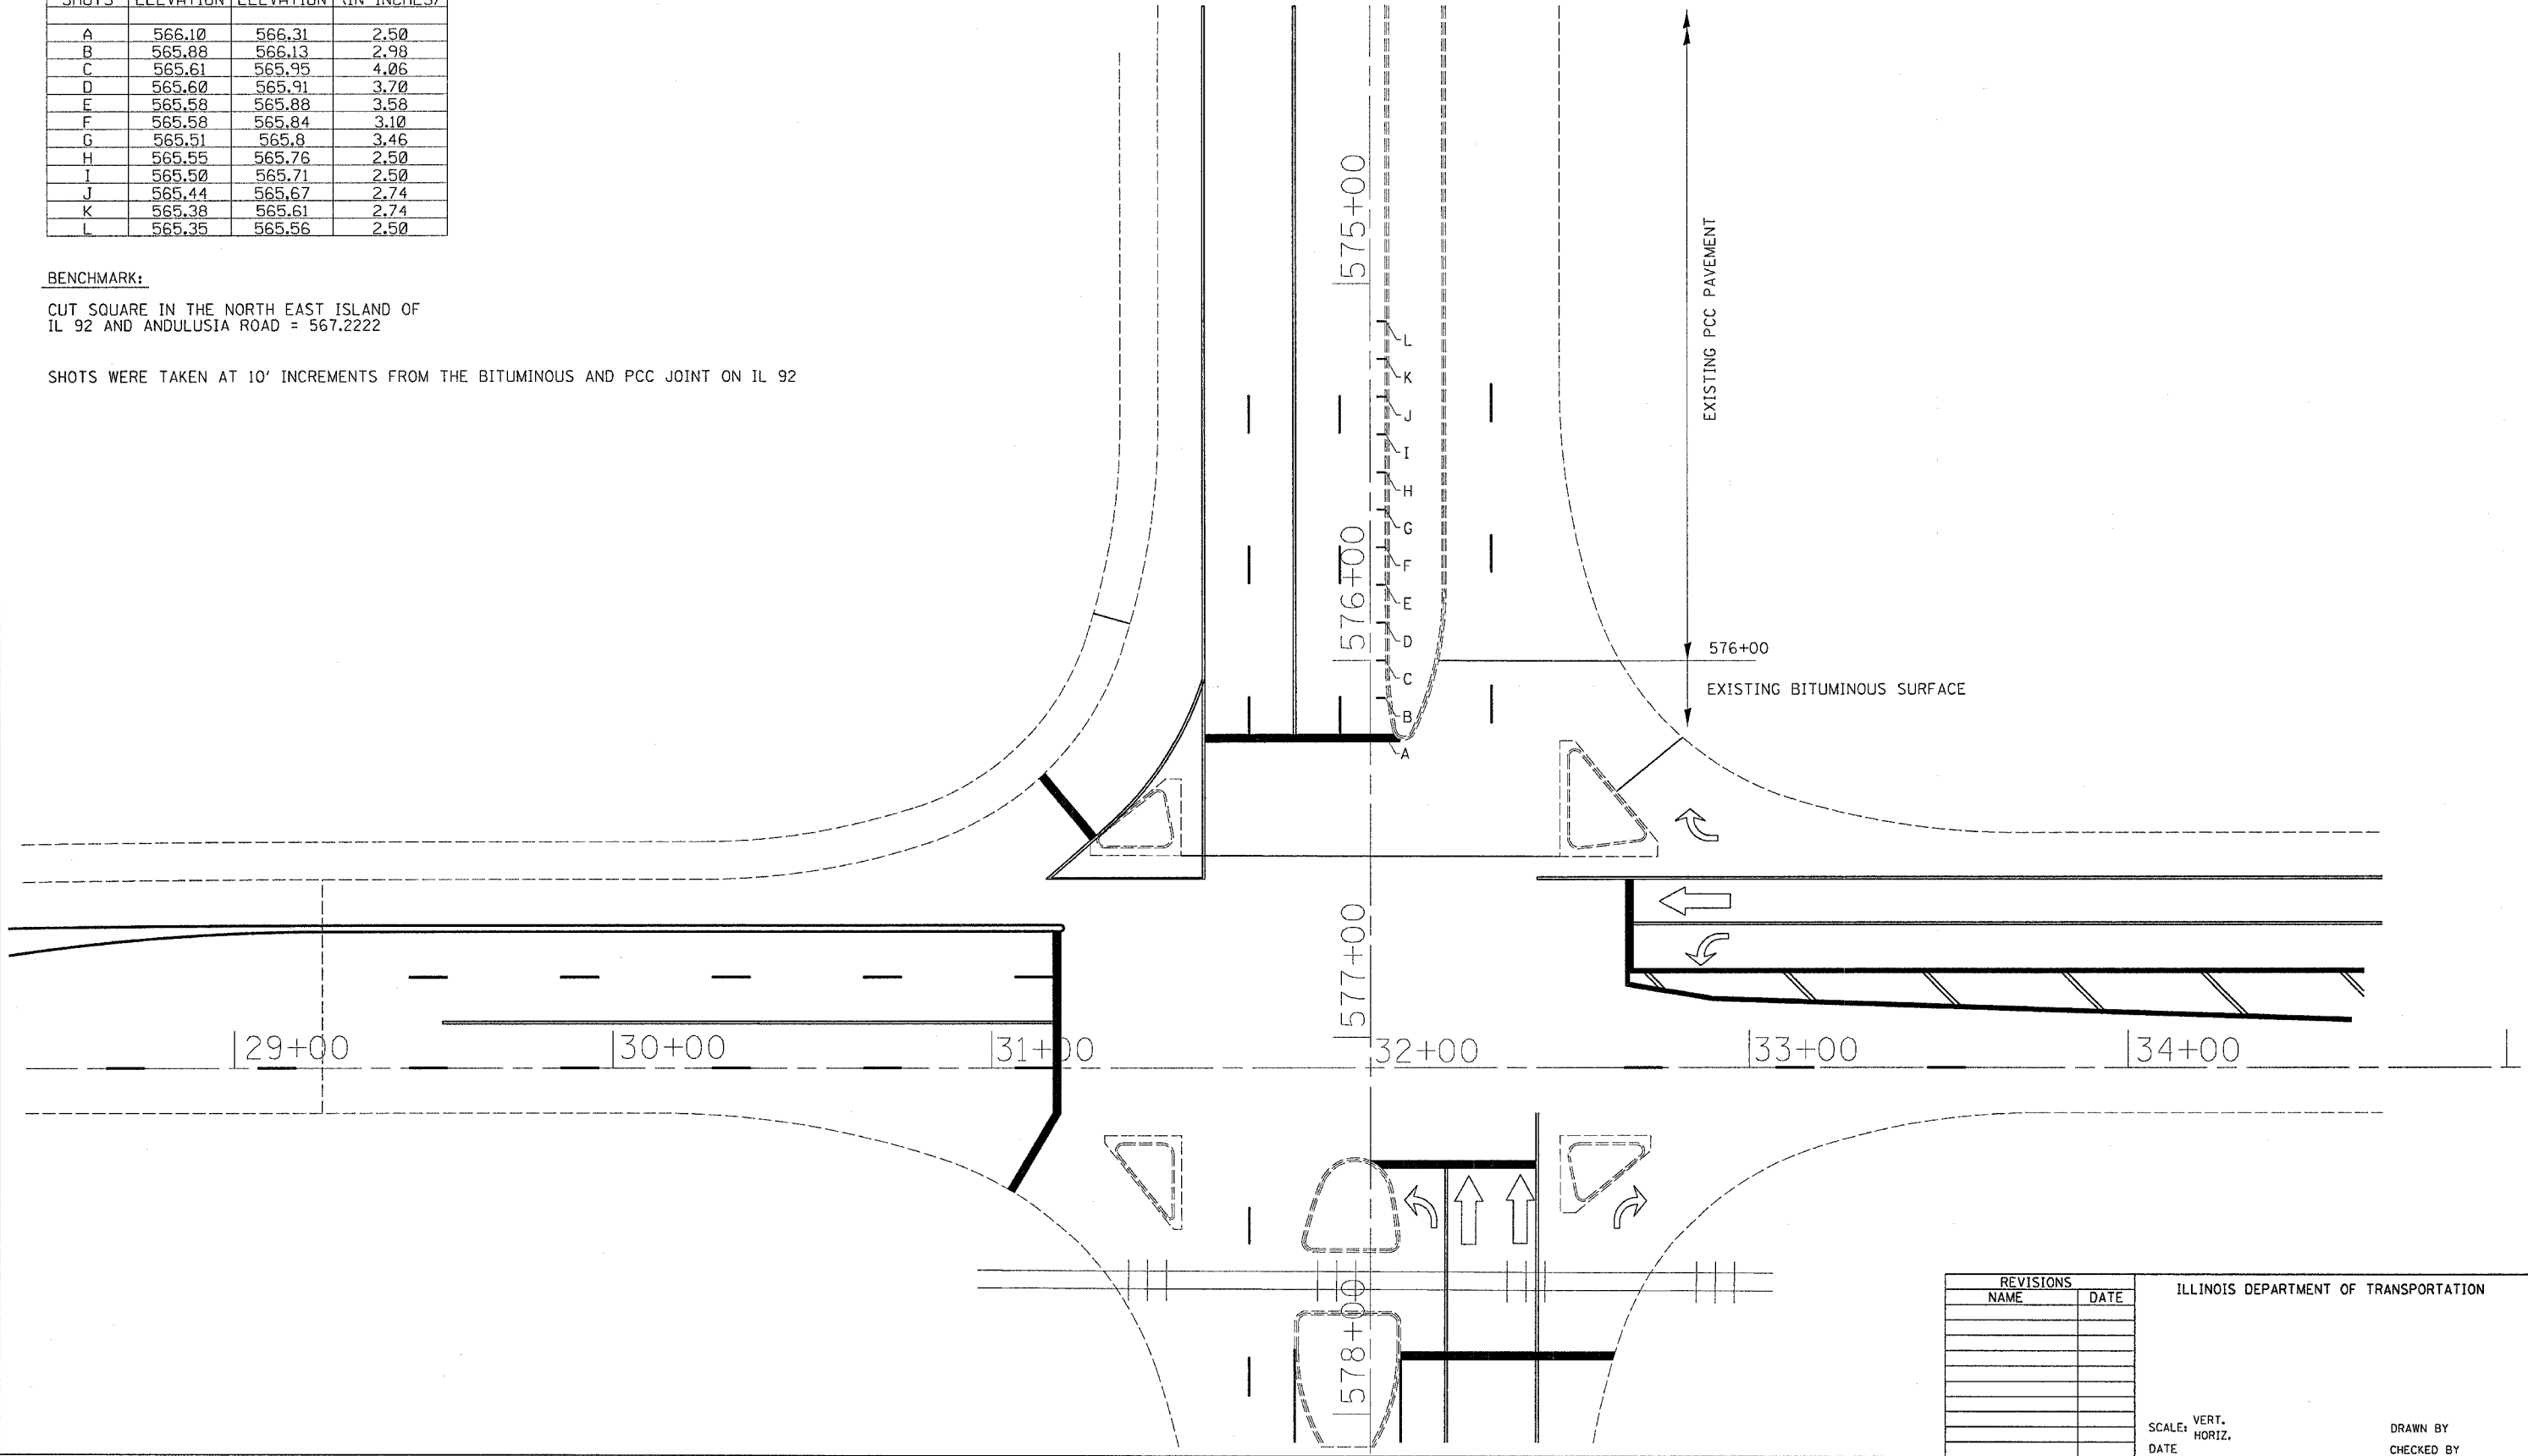 SHOTS ELEVATION ELEVATION (IN INCHES)
A 566.10 566.31 2.50
B 565.88 566.13 2.98
C 565.61 565.95 4.06
D 565.60 565.91 3.70
E 565.58 565.88 3.58
F 565.58 565.84 3.10
G 565.51 565.8 3.46
H 565.55 565.76 2.50
I 565.50 565.71 2.50
J 565.44 565.67 2.74
K 565.38 565.61 2.74
L 565.35 565.56 2.50
BENCHMARK:
CUT SQUARE IN THE NORTH EAST ISLAND OF
IL 92 AND ANDULUSIA ROAD = 567.2222
SHOTS WERE TAKEN AT 10' INCREMENTS FROM THE BITUMINOUS AND PCC JOINT ON IL 92
575+00
EXISTING PCC PAVEMENT
L
K
J
I
H
G
F
E
D
C
B
A
576+00
576+00
EXISTING BITUMINOUS SURFACE
577+00
29+00
30+00
31+00
32+00
33+00
34+00
578+00
REVISIONS
NAME DATE
ILLINOIS DEPARTMENT OF TRANSPORTATION
SCALE: VERT.
HORIZ.
DATE
DRAWN BY
CHECKED BY